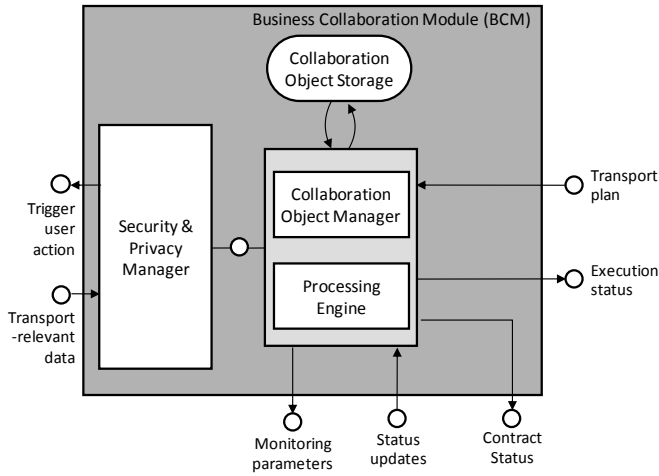 Business Collaboration Module (BCM)
Collaboration
Object Storage
Security &
Privacy
Manager
Collaboration
Object Manager
Processing
Engine
Trigger
user
action
Transport
-relevant
data
Transport
plan
Execution
status
Monitoring
parameters
Status
updates
Contract
Status